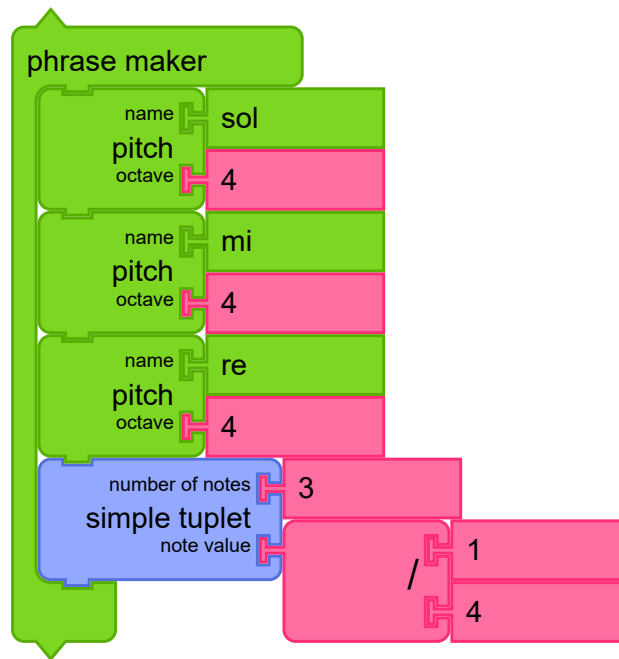 phrase maker
name sol
pitch
octave 4
name mi
pitch
octave 4
name re
pitch
octave 4
number of notes 3
simple tuplet
note value 1
/
4